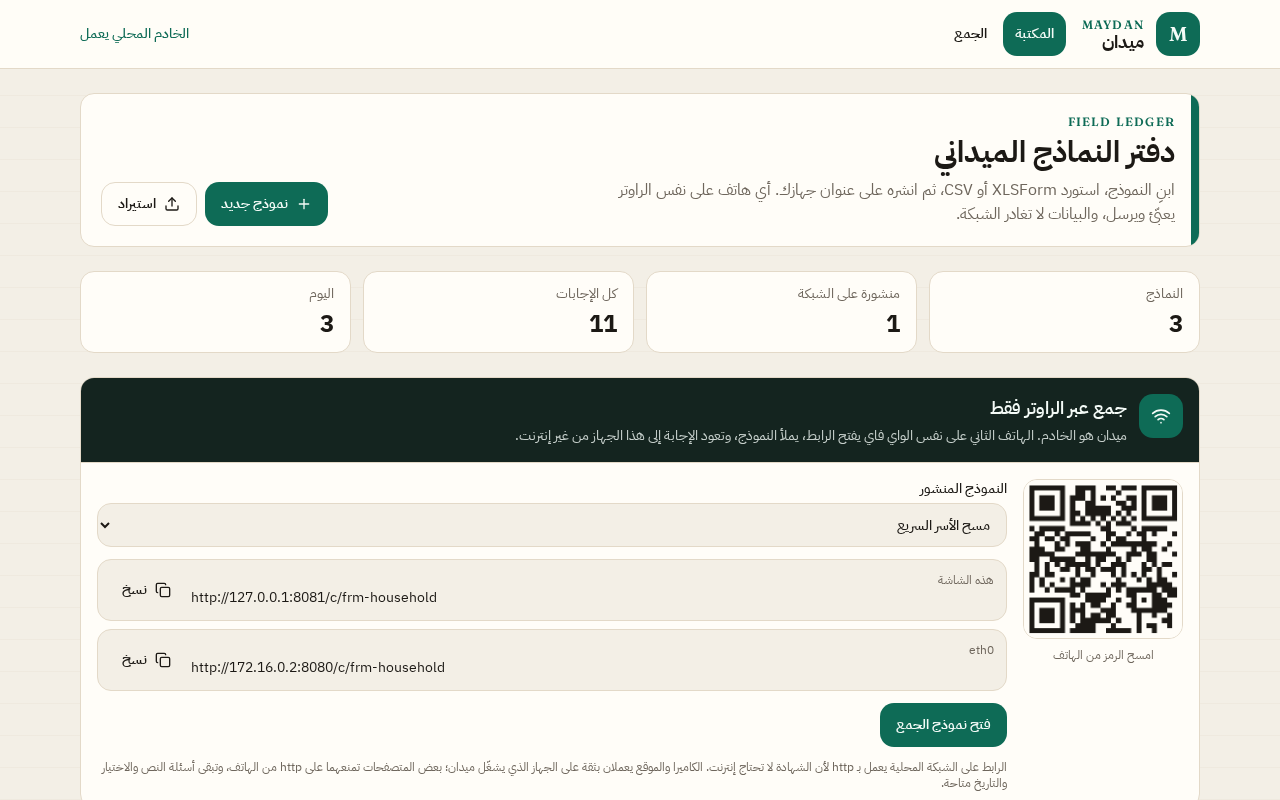 M
MAYDAN
ميدان
المكتبة
الجمع
الخادم المحلي يعمل
FIELD LEDGER
دفتر النماذج الميداني
ابنِ النموذج، استورد XLSForm أو CSV، ثم انشره على عنوان جهازك. أي هاتف على نفس الراوتر
يعبّئ ويرسل، والبيانات لا تغادر الشبكة.
نموذج جديد
استيراد
النماذج
3
منشورة على الشبكة
1
كل الإجابات
11
اليوم
3
جمع عبر الراوتر فقط
ميدان هو الخادم. الهاتف الثاني على نفس الواي فاي يفتح الرابط، يملأ النموذج، وتعود الإجابة إلى هذا الجهاز من غير إنترنت.
امسح الرمز من الهاتف
النموذج المنشور
مسح الأسر السريع
هذه الشاشة
http://127.0.0.1:8081/c/frm-household
نسخ
eth0
http://172.16.0.2:8080/c/frm-household
نسخ
فتح نموذج الجمع
الرابط على الشبكة المحلية يعمل بـ http لأن الشهادة لا تحتاج إنترنت. الكاميرا والموقع يعملان بثقة على الجهاز الذي يشغّل ميدان؛ بعض المتصفحات تمنعهما على http من الهاتف، وتبقى أسئلة النص والاختيار
والتاريخ متاحة.